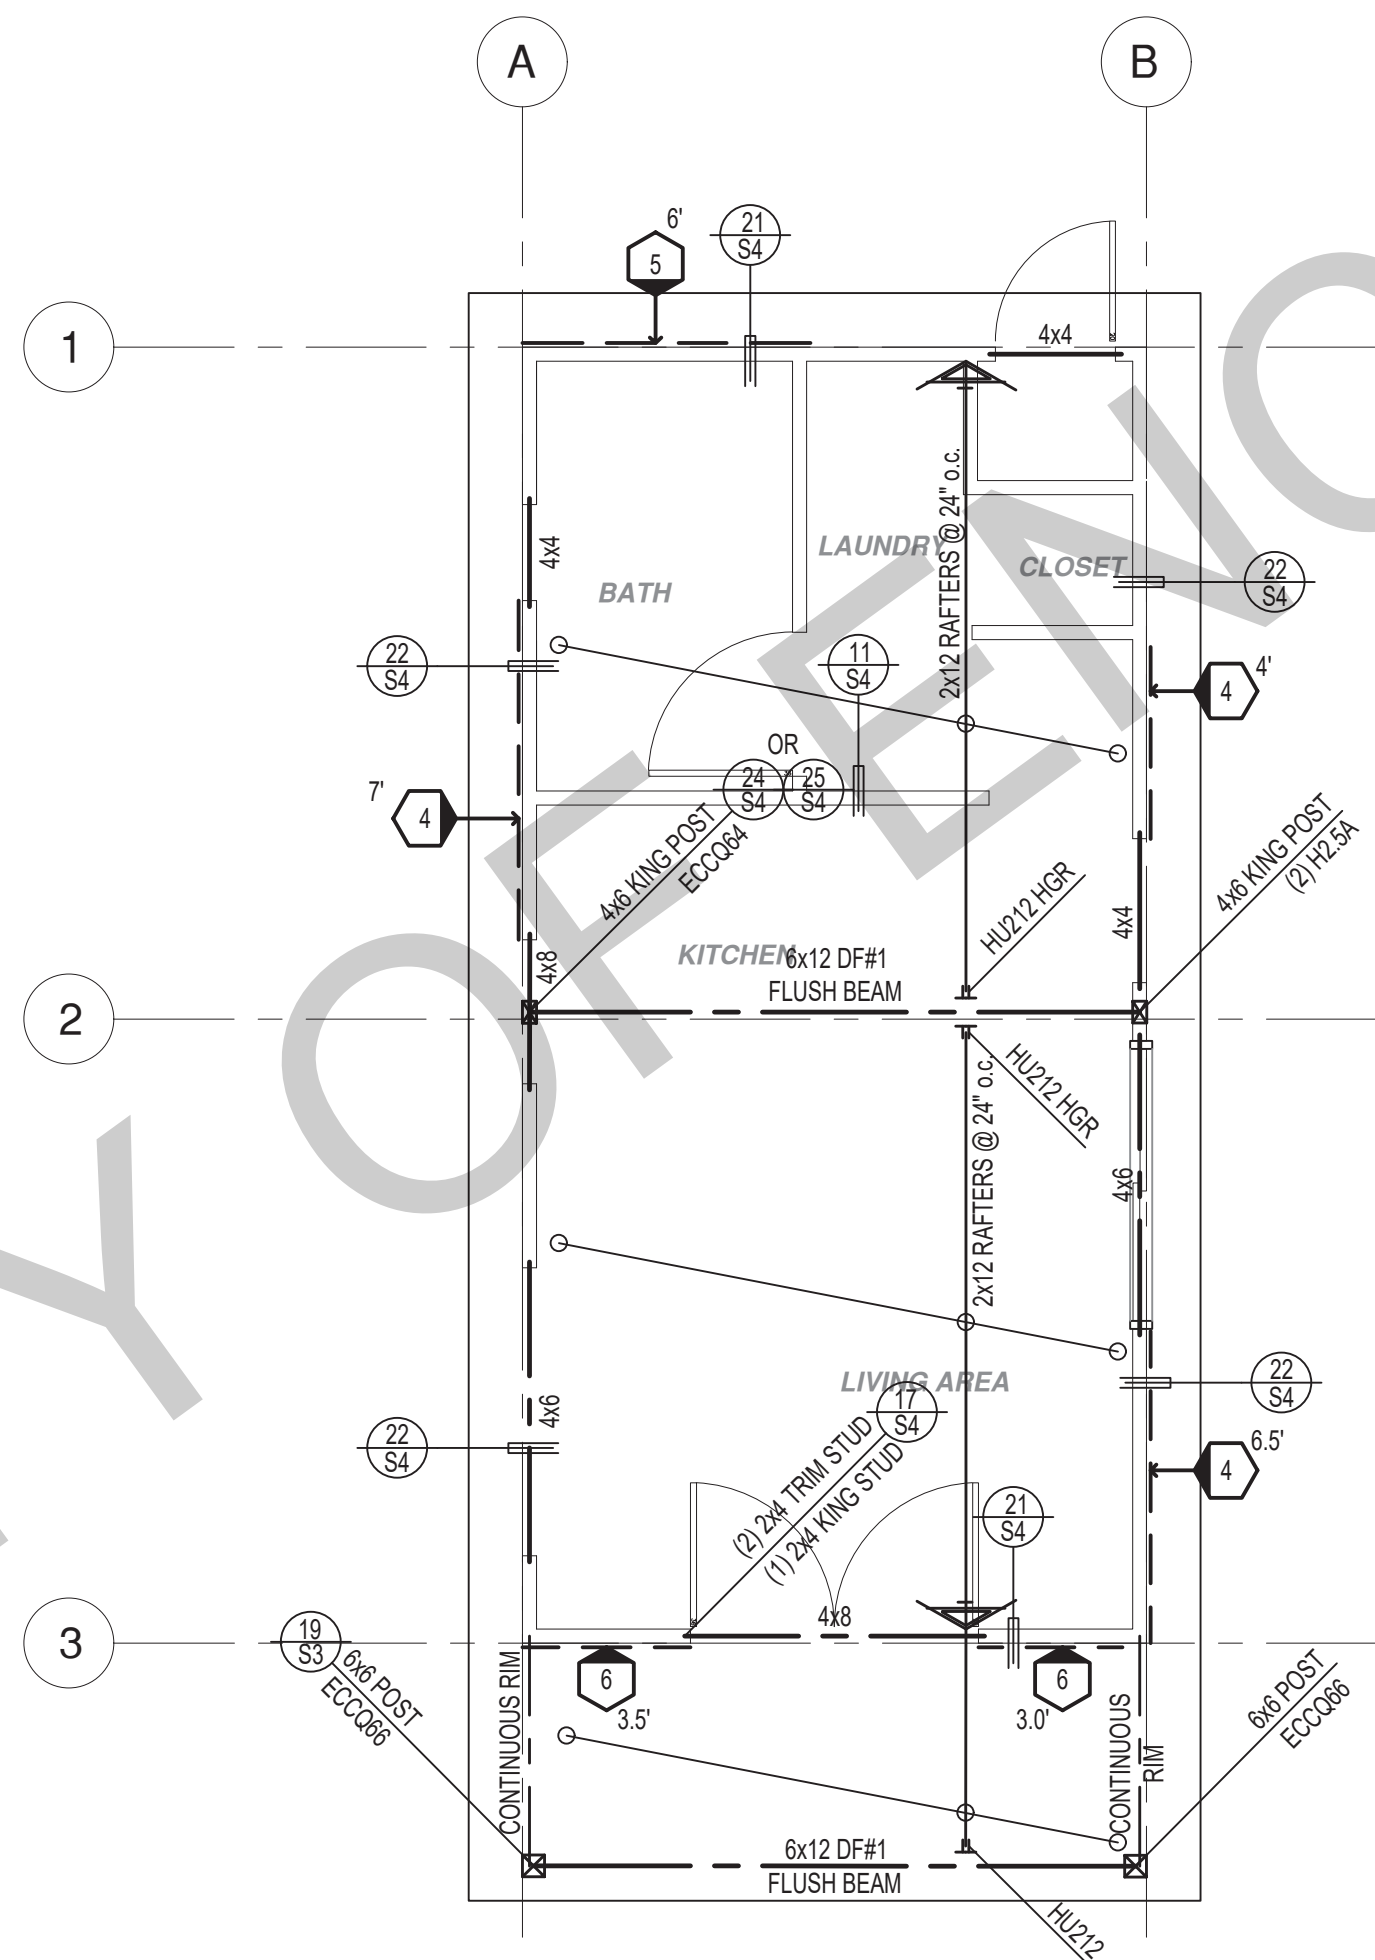 A
B
6'
21
S4
5
1
4x4
2x12 RAFTERS @ 24" o.c.
4x4
LAUNDRY
CLOSET
BATH
22
S4
22
S4
11
S4
4'
4
OR
24
S4
25
S4
7'
4
4x6 KING POST
ECCQ64
4x6 KING POST
(2) H2.5A
HU212 HGR
4x4
4x8
KITCHEN
6x12 DF#1
FLUSH BEAM
2
HU212 HGR
2x12 RAFTERS @ 24" o.c.
4x6
LIVING AREA
17
S4
22
S4
4x6
22
S4
6.5'
4
(2) 2x4 TRIM STUD
(1) 2x4 KING STUD
21
S4
4x8
3
19
S3
6x6 POST
ECCQ66
CONTINUOUS RIM
6
3.5'
6
3.0'
CONTINUOUS
RIM
6x6 POST
ECCQ66
6x12 DF#1
FLUSH BEAM
HU212
Y OF ENC